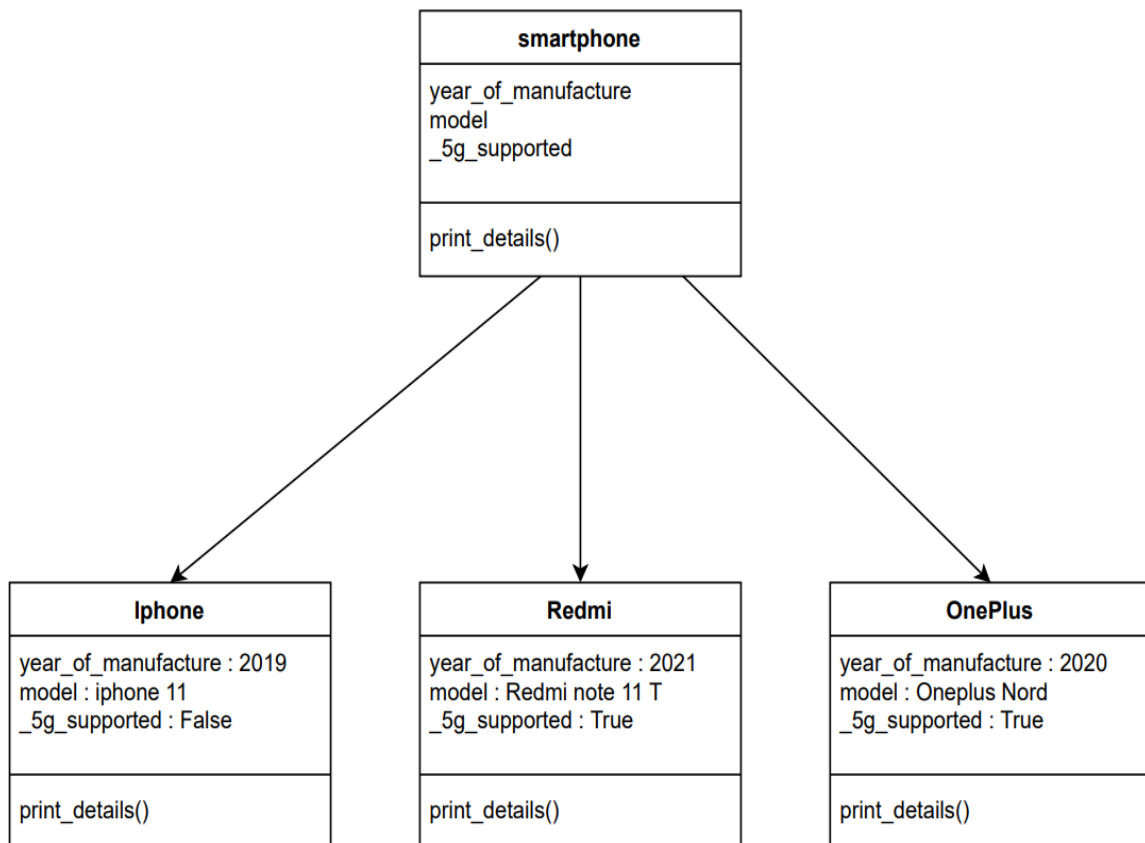 smartphone
year_of_manufacture
model
_5g_supported
print_details()
Iphone
year_of_manufacture : 2019
model : iphone 11
_5g_supported : False
print_details()
Redmi
year_of_manufacture : 2021
model : Redmi note 11 T
_5g_supported : True
print_details()
OnePlus
year_of_manufacture : 2020
model : Oneplus Nord
_5g_supported : True
print_details()